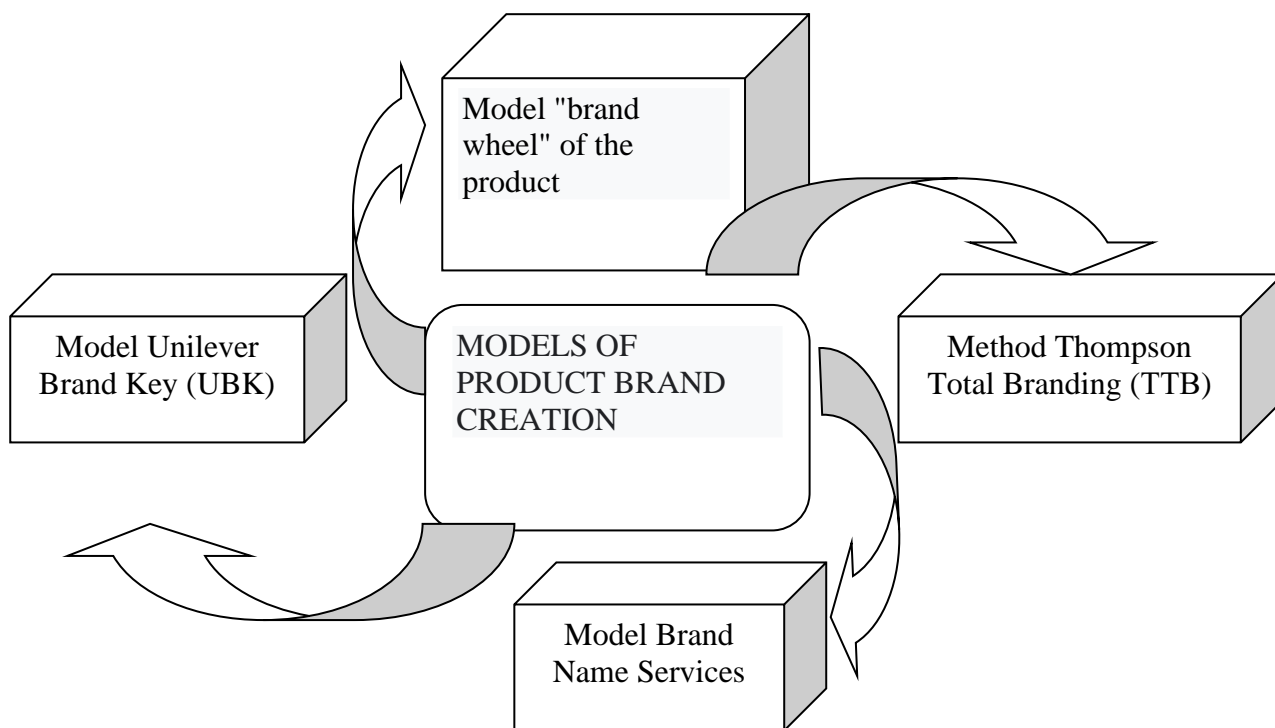 Model "brand
wheel" of the
product
Model Unilever
Brand Key (UBK)
MODELS OF
PRODUCT BRAND
CREATION
Method Thompson
Total Branding (TTB)
Model Brand
Name Services